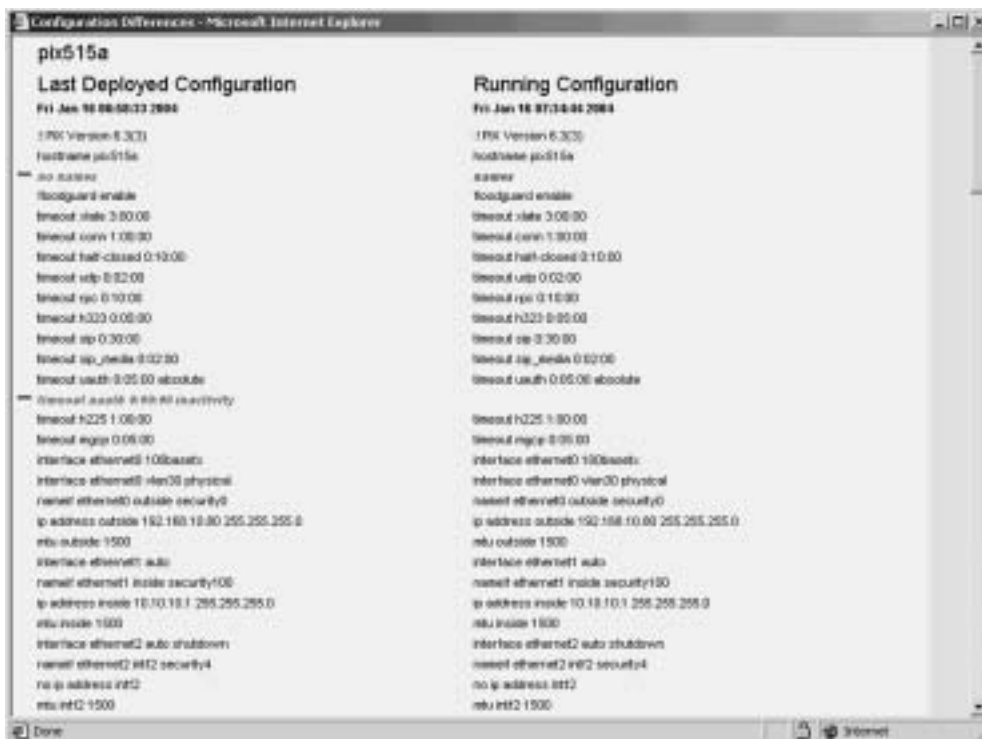 Configuration Differences - Microsoft Internet Explorer
pix515a
Last Deployed Configuration
Fri Jan 16 2004
! PIX Version 6.3(3)
hostname pix515a
no names
floodguard enable
timeout xlate 3:00:00
timeout conn 1:00:00
timeout half-closed 0:10:00
timeout udp 0:02:00
timeout rpc 0:10:00
timeout h323 0:05:00
timeout sip 0:30:00
timeout sip_media 0:02:00
timeout uauth 0:05:00 absolute
timeout uauth inactivity
timeout h225 1:00:00
timeout mgcp 0:05:00
interface ethernet0 100basetx
interface ethernet0 vlan30 physical
nameif ethernet0 outside security0
ip address outside 192.168.10.80 255.255.255.0
mtu outside 1500
interface ethernet1 auto
nameif ethernet1 inside security100
ip address inside 10.10.10.1 255.255.255.0
mtu inside 1500
interface ethernet2 auto shutdown
nameif ethernet2 intf2 security4
no ip address intf2
mtu intf2 1500
Running Configuration
Fri Jan 16 07:34:44 2004
! PIX Version 6.3(3)
hostname pix515a
names
floodguard enable
timeout xlate 3:00:00
timeout conn 1:00:00
timeout half-closed 0:10:00
timeout udp 0:02:00
timeout rpc 0:10:00
timeout h323 0:05:00
timeout sip 0:30:00
timeout sip_media 0:02:00
timeout uauth 0:05:00 absolute
timeout h225 1:00:00
timeout mgcp 0:05:00
interface ethernet0 100basetx
interface ethernet0 vlan30 physical
nameif ethernet0 outside security0
ip address outside 192.168.10.80 255.255.255.0
mtu outside 1500
interface ethernet1 auto
nameif ethernet1 inside security100
ip address inside 10.10.10.1 255.255.255.0
mtu inside 1500
interface ethernet2 auto shutdown
nameif ethernet2 intf2 security4
no ip address intf2
mtu intf2 1500
Done
Internet